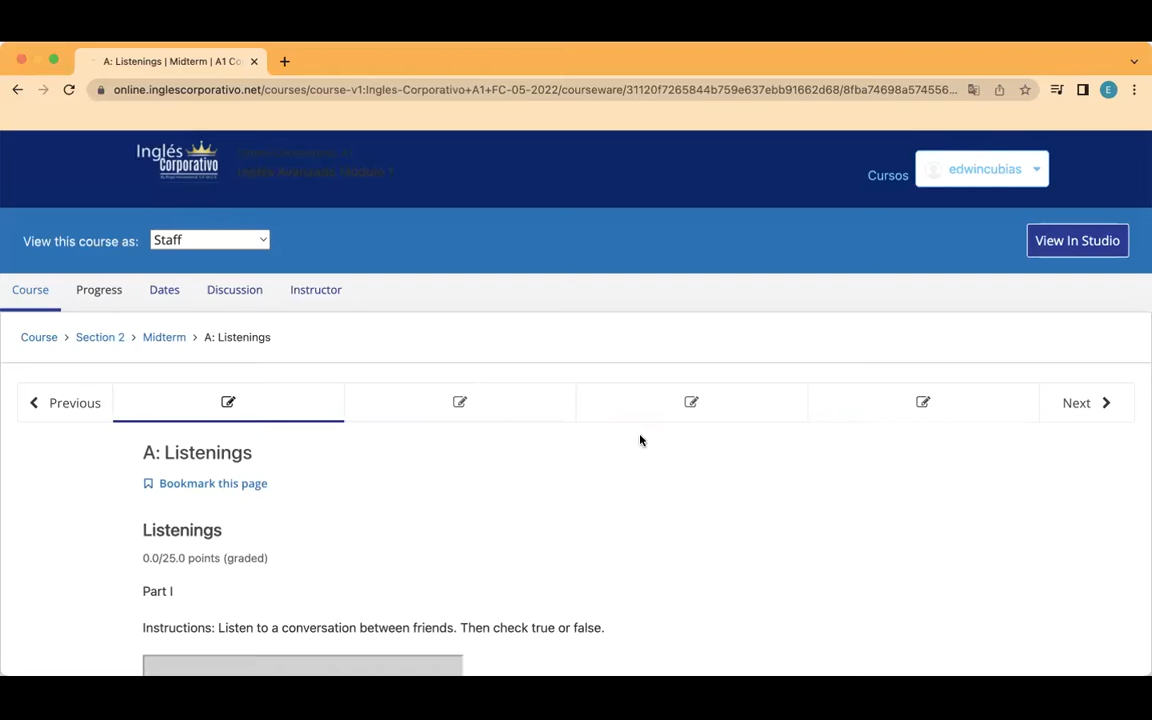 A: Listenings | Midterm | A1 Co
online.inglescorporativo.net/courses/course-v1:Ingles-Corporativo+A1+FC-05-2022/courseware/31120f7265844b759e637ebb91662d68/8fba74698a574556...
E
Inglés
Corporativo
Inglés Avanzado, Módulo
Cursos
edwincubias
View this course as:
Staff
View In Studio
Course
Progress
Dates
Discussion
Instructor
Course > Section 2 > Midterm > A: Listenings
Previous
Next
A: Listenings
Bookmark this page
Listenings
0.0/25.0 points (graded)
Part I
Instructions: Listen to a conversation between friends. Then check true or false.